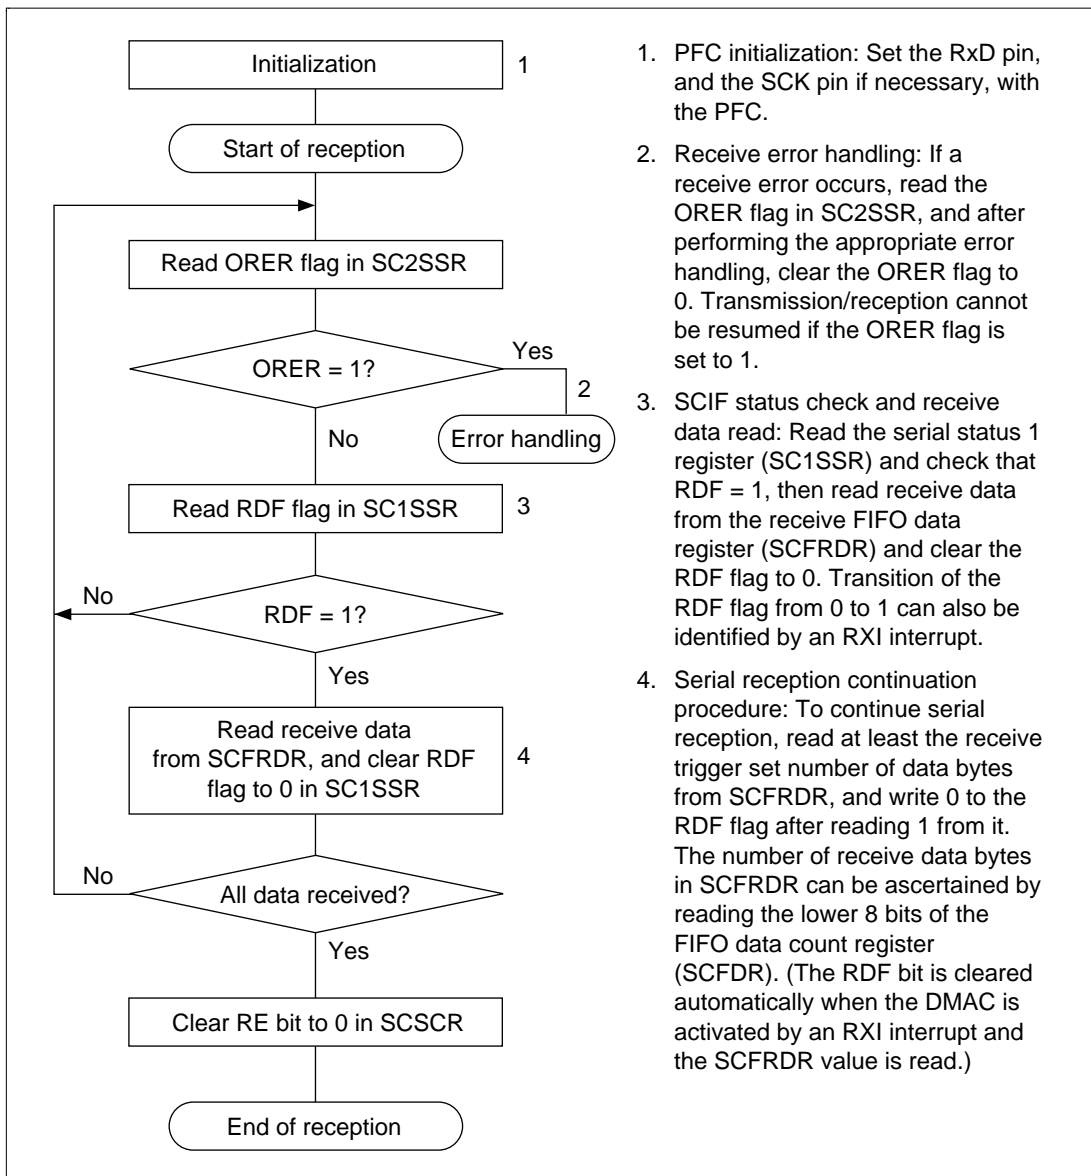 Initialization
1
Start of reception
Read ORER flag in SC2SSR
ORER = 1?
Yes
2
Error handling
No
Read RDF flag in SC1SSR
3
No
RDF = 1?
Yes
Read receive data
from SCFRDR, and clear RDF
flag to 0 in SC1SSR
4
No
All data received?
Yes
Clear RE bit to 0 in SCSCR
End of reception
1. PFC initialization: Set the RxD pin,
and the SCK pin if necessary, with
the PFC.
2. Receive error handling: If a
receive error occurs, read the
ORER flag in SC2SSR, and after
performing the appropriate error
handling, clear the ORER flag to
0. Transmission/reception cannot
be resumed if the ORER flag is
set to 1.
3. SCIF status check and receive
data read: Read the serial status 1
register (SC1SSR) and check that
RDF = 1, then read receive data
from the receive FIFO data
register (SCFRDR) and clear the
RDF flag to 0. Transition of the
RDF flag from 0 to 1 can also be
identified by an RXI interrupt.
4. Serial reception continuation
procedure: To continue serial
reception, read at least the receive
trigger set number of data bytes
from SCFRDR, and write 0 to the
RDF flag after reading 1 from it.
The number of receive data bytes
in SCFRDR can be ascertained by
reading the lower 8 bits of the
FIFO data count register
(SCFDR). (The RDF bit is cleared
automatically when the DMAC is
activated by an RXI interrupt and
the SCFRDR value is read.)